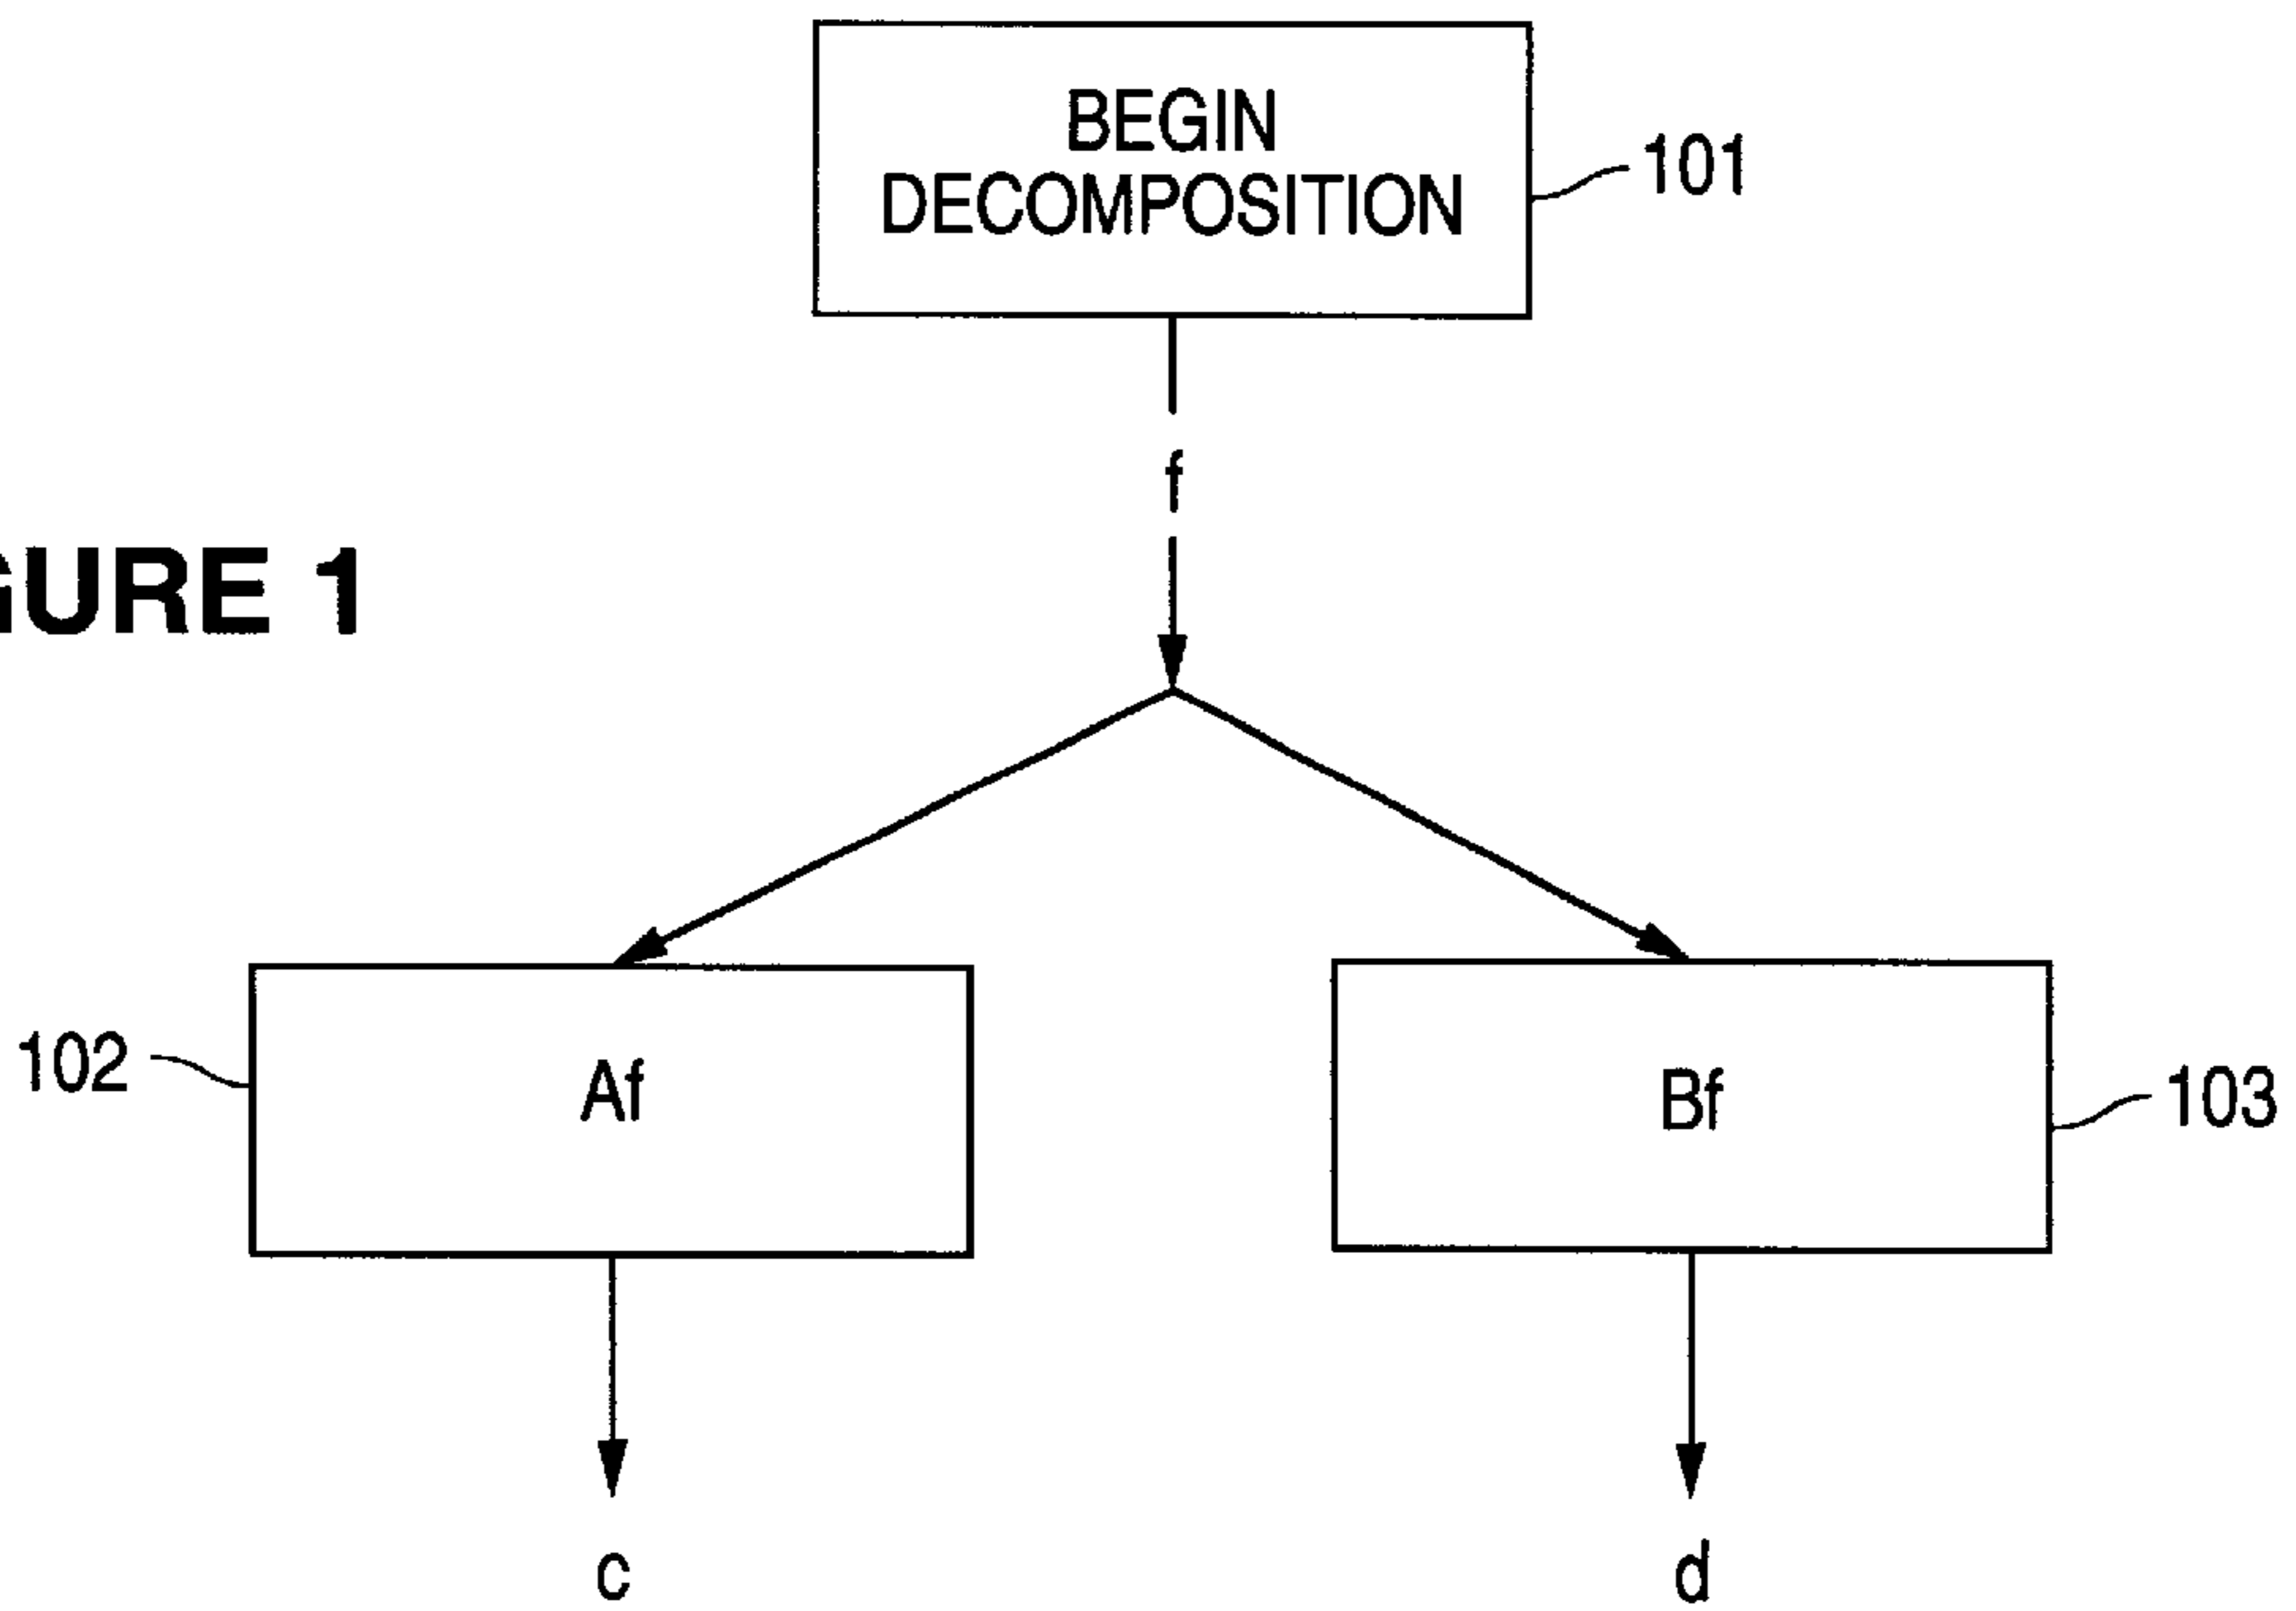 BEGIN
DECOMPOSITION
101
f
GURE 1
102
Af
Bf
103
c
d